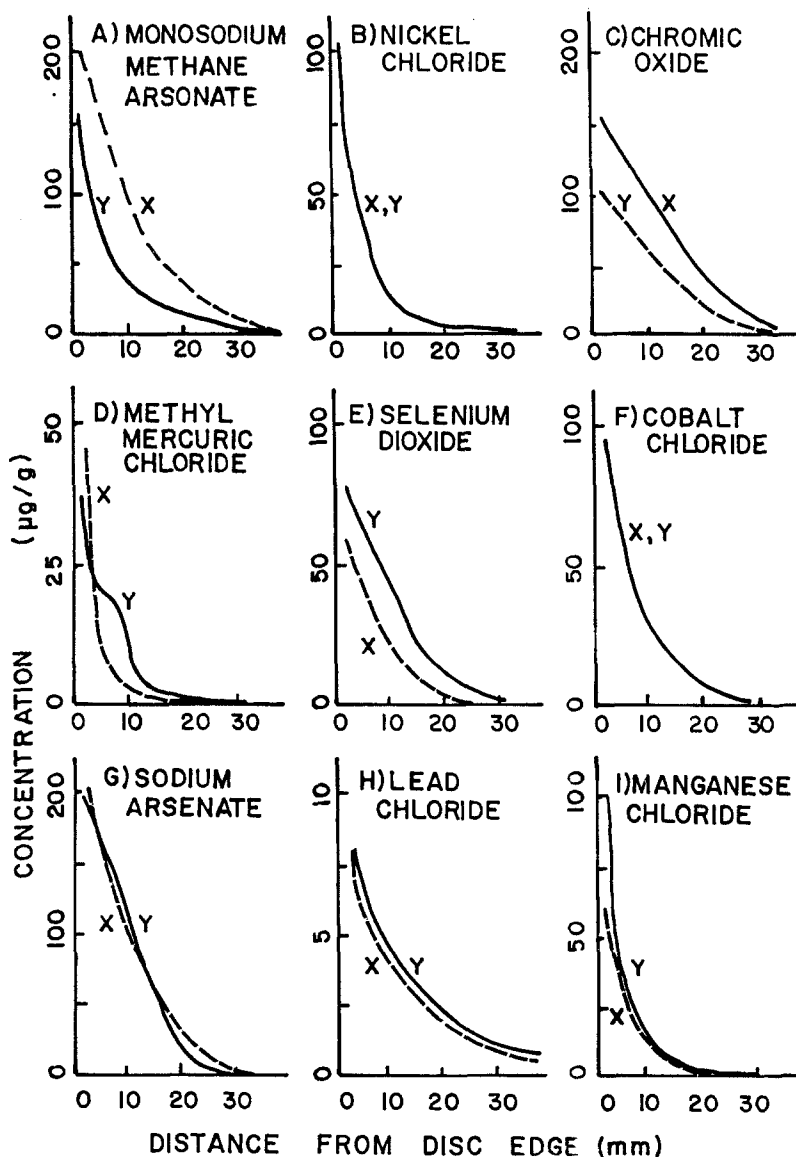 A) MONOSODIUM
METHANE
ARSONATE
200
100
0
Y
X
0 10 20 30
B) NICKEL
CHLORIDE
100
50
0
X,Y
0 10 20 30
C) CHROMIC
OXIDE
200
100
0
Y
X
0 10 20 30
D) METHYL
MERCURIC
CHLORIDE
50
25
0
X
Y
0 10 20 30
E) SELENIUM
DIOXIDE
100
50
0
Y
X
0 10 20 30
F) COBALT
CHLORIDE
100
50
0
X,Y
0 10 20 30
G) SODIUM
ARSENATE
200
100
0
X
Y
0 10 20 30
H) LEAD
CHLORIDE
10
5
0
X
Y
0 10 20 30
I) MANGANESE
CHLORIDE
100
50
0
Y
X
0 10 20 30
CONCENTRATION (µg/g)
DISTANCE FROM DISC EDGE (mm)